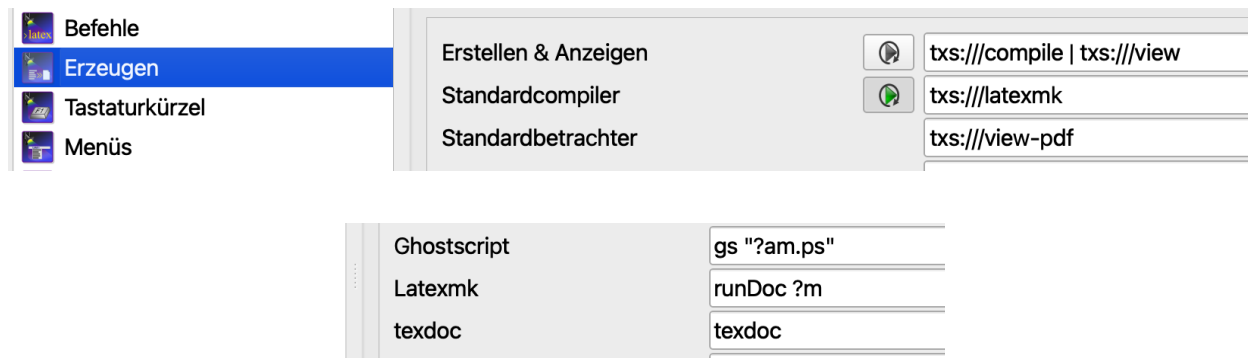 Befehle
Erzeugen
Tastaturkürzel
Menüs
Erstellen & Anzeigen txs:///compile | txs:///view
Standardcompiler txs:///latexmk
Standardbetrachter txs:///view-pdf
Ghostscript gs "?am.ps"
Latexmk runDoc ?m
texdoc texdoc